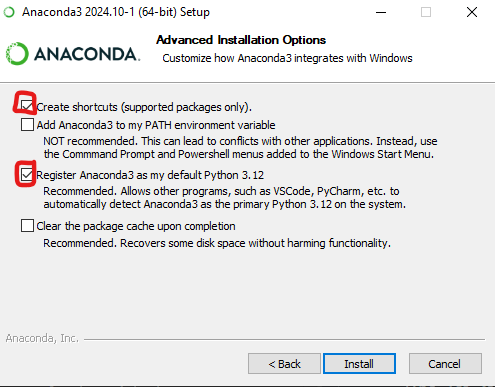 Anaconda3 2024.10-1 (64-bit) Setup
ANACONDA.
Advanced Installation Options
Customize how Anaconda3 integrates with Windows
Create shortcuts (supported packages only).
Add Anaconda3 to my PATH environment variable
NOT recommended. This can lead to conflicts with other applications. Instead, use
the Commmand Prompt and Powershell menus added to the Windows Start Menu.
Register Anaconda3 as my default Python 3.12
Recommended. Allows other programs, such as VSCode, PyCharm, etc. to
automatically detect Anaconda3 as the primary Python 3.12 on the system.
Clear the package cache upon completion
Recommended. Recovers some disk space without harming functionality.
Anaconda, Inc.
< Back
Install
Cancel